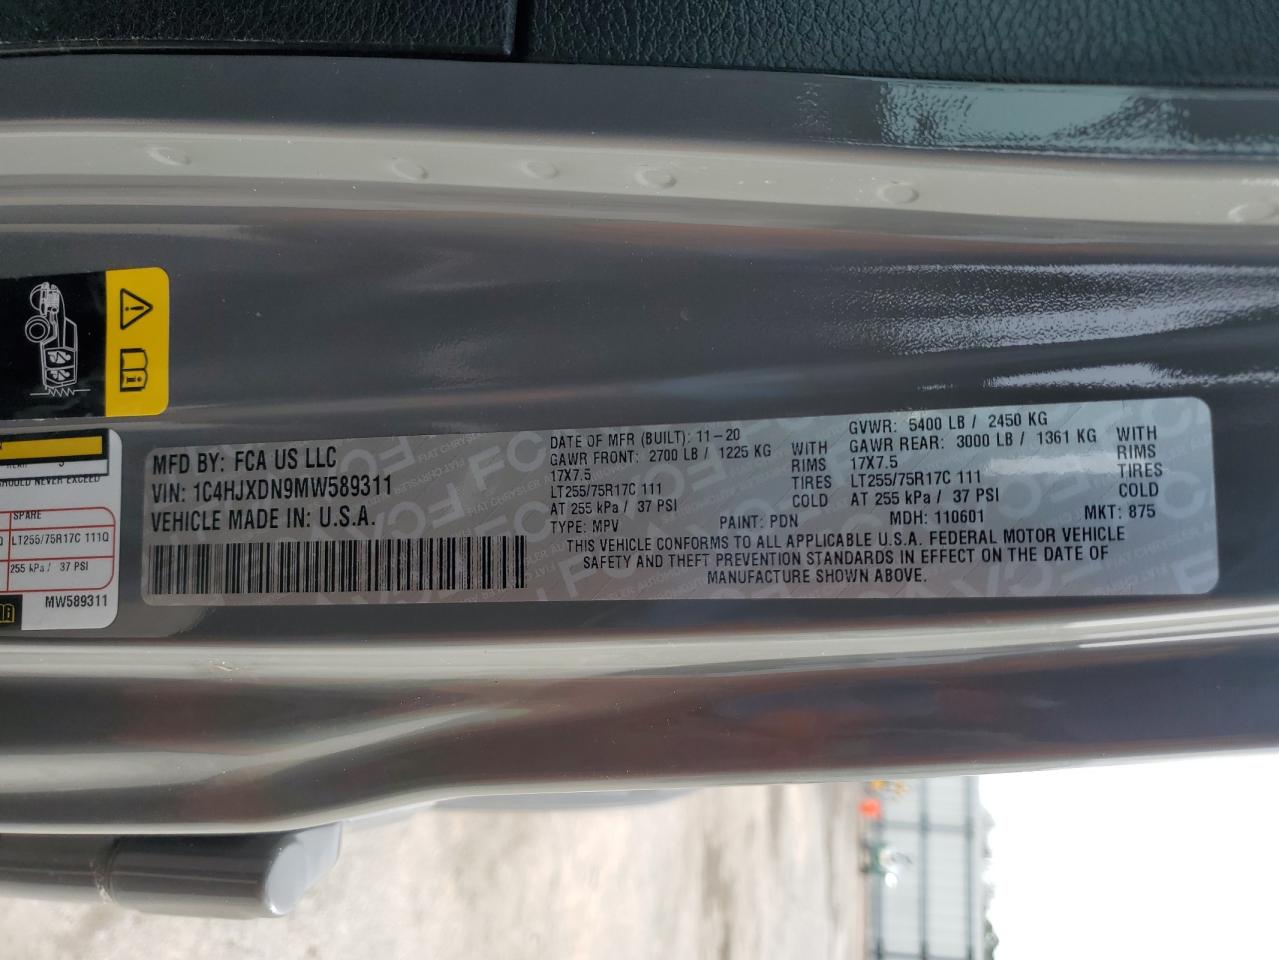 MFD BY: FCA US LLC
VIN: 1C4HJXDN9MW589311
VEHICLE MADE IN: U.S.A.
DATE OF MFR (BUILT): 11-20
GAWR FRONT: 2700 LB / 1225 KG WITH
17X7.5 RIMS
LT255/75R17C 111 TIRES
AT 255 kPa / 37 PSI COLD
GVWR: 5400 LB / 2450 KG
GAWR REAR: 3000 LB / 1361 KG WITH
17X7.5 RIMS
LT255/75R17C 111 TIRES
AT 255 kPa / 37 PSI COLD
TYPE: MPV PAINT: PDN MDH: 110601 MKT: 875
THIS VEHICLE CONFORMS TO ALL APPLICABLE U.S.A. FEDERAL MOTOR VEHICLE
SAFETY AND THEFT PREVENTION STANDARDS IN EFFECT ON THE DATE OF
MANUFACTURE SHOWN ABOVE.
SHOULD NEVER EXCEED
SPARE
LT255/75R17C 111Q
255 kPa / 37 PSI
MW589311